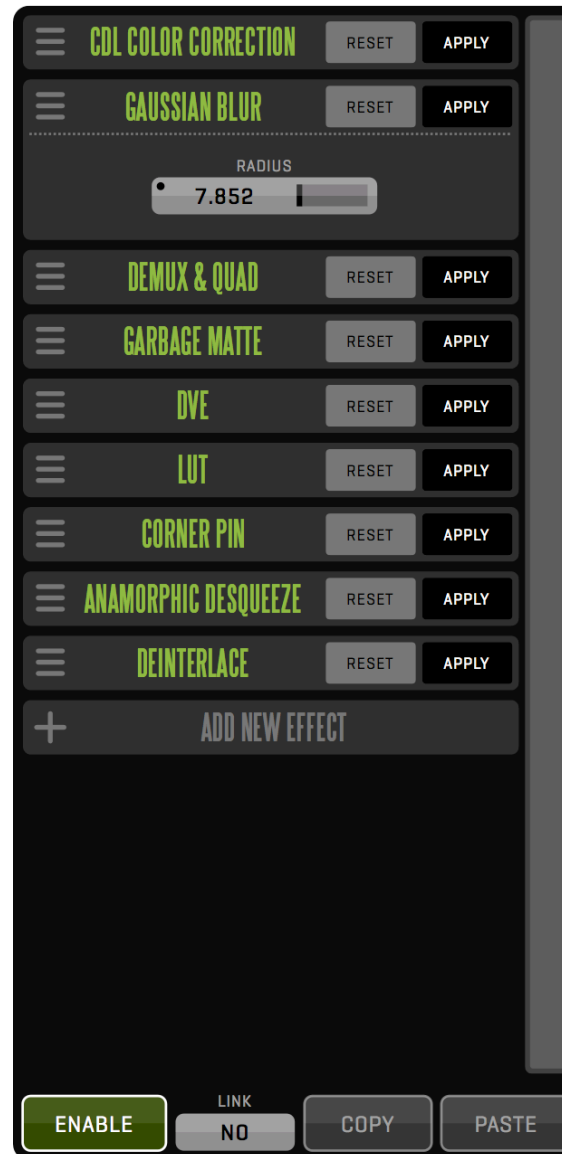 CDL COLOR CORRECTION RESET APPLY
GAUSSIAN BLUR RESET APPLY
RADIUS
7.852
DEMUX & QUAD RESET APPLY
GARBAGE MATTE RESET APPLY
DVE RESET APPLY
LUT RESET APPLY
CORNER PIN RESET APPLY
ANAMORPHIC DESQUEEZE RESET APPLY
DEINTERLACE RESET APPLY
ADD NEW EFFECT
LINK
ENABLE NO COPY PASTE